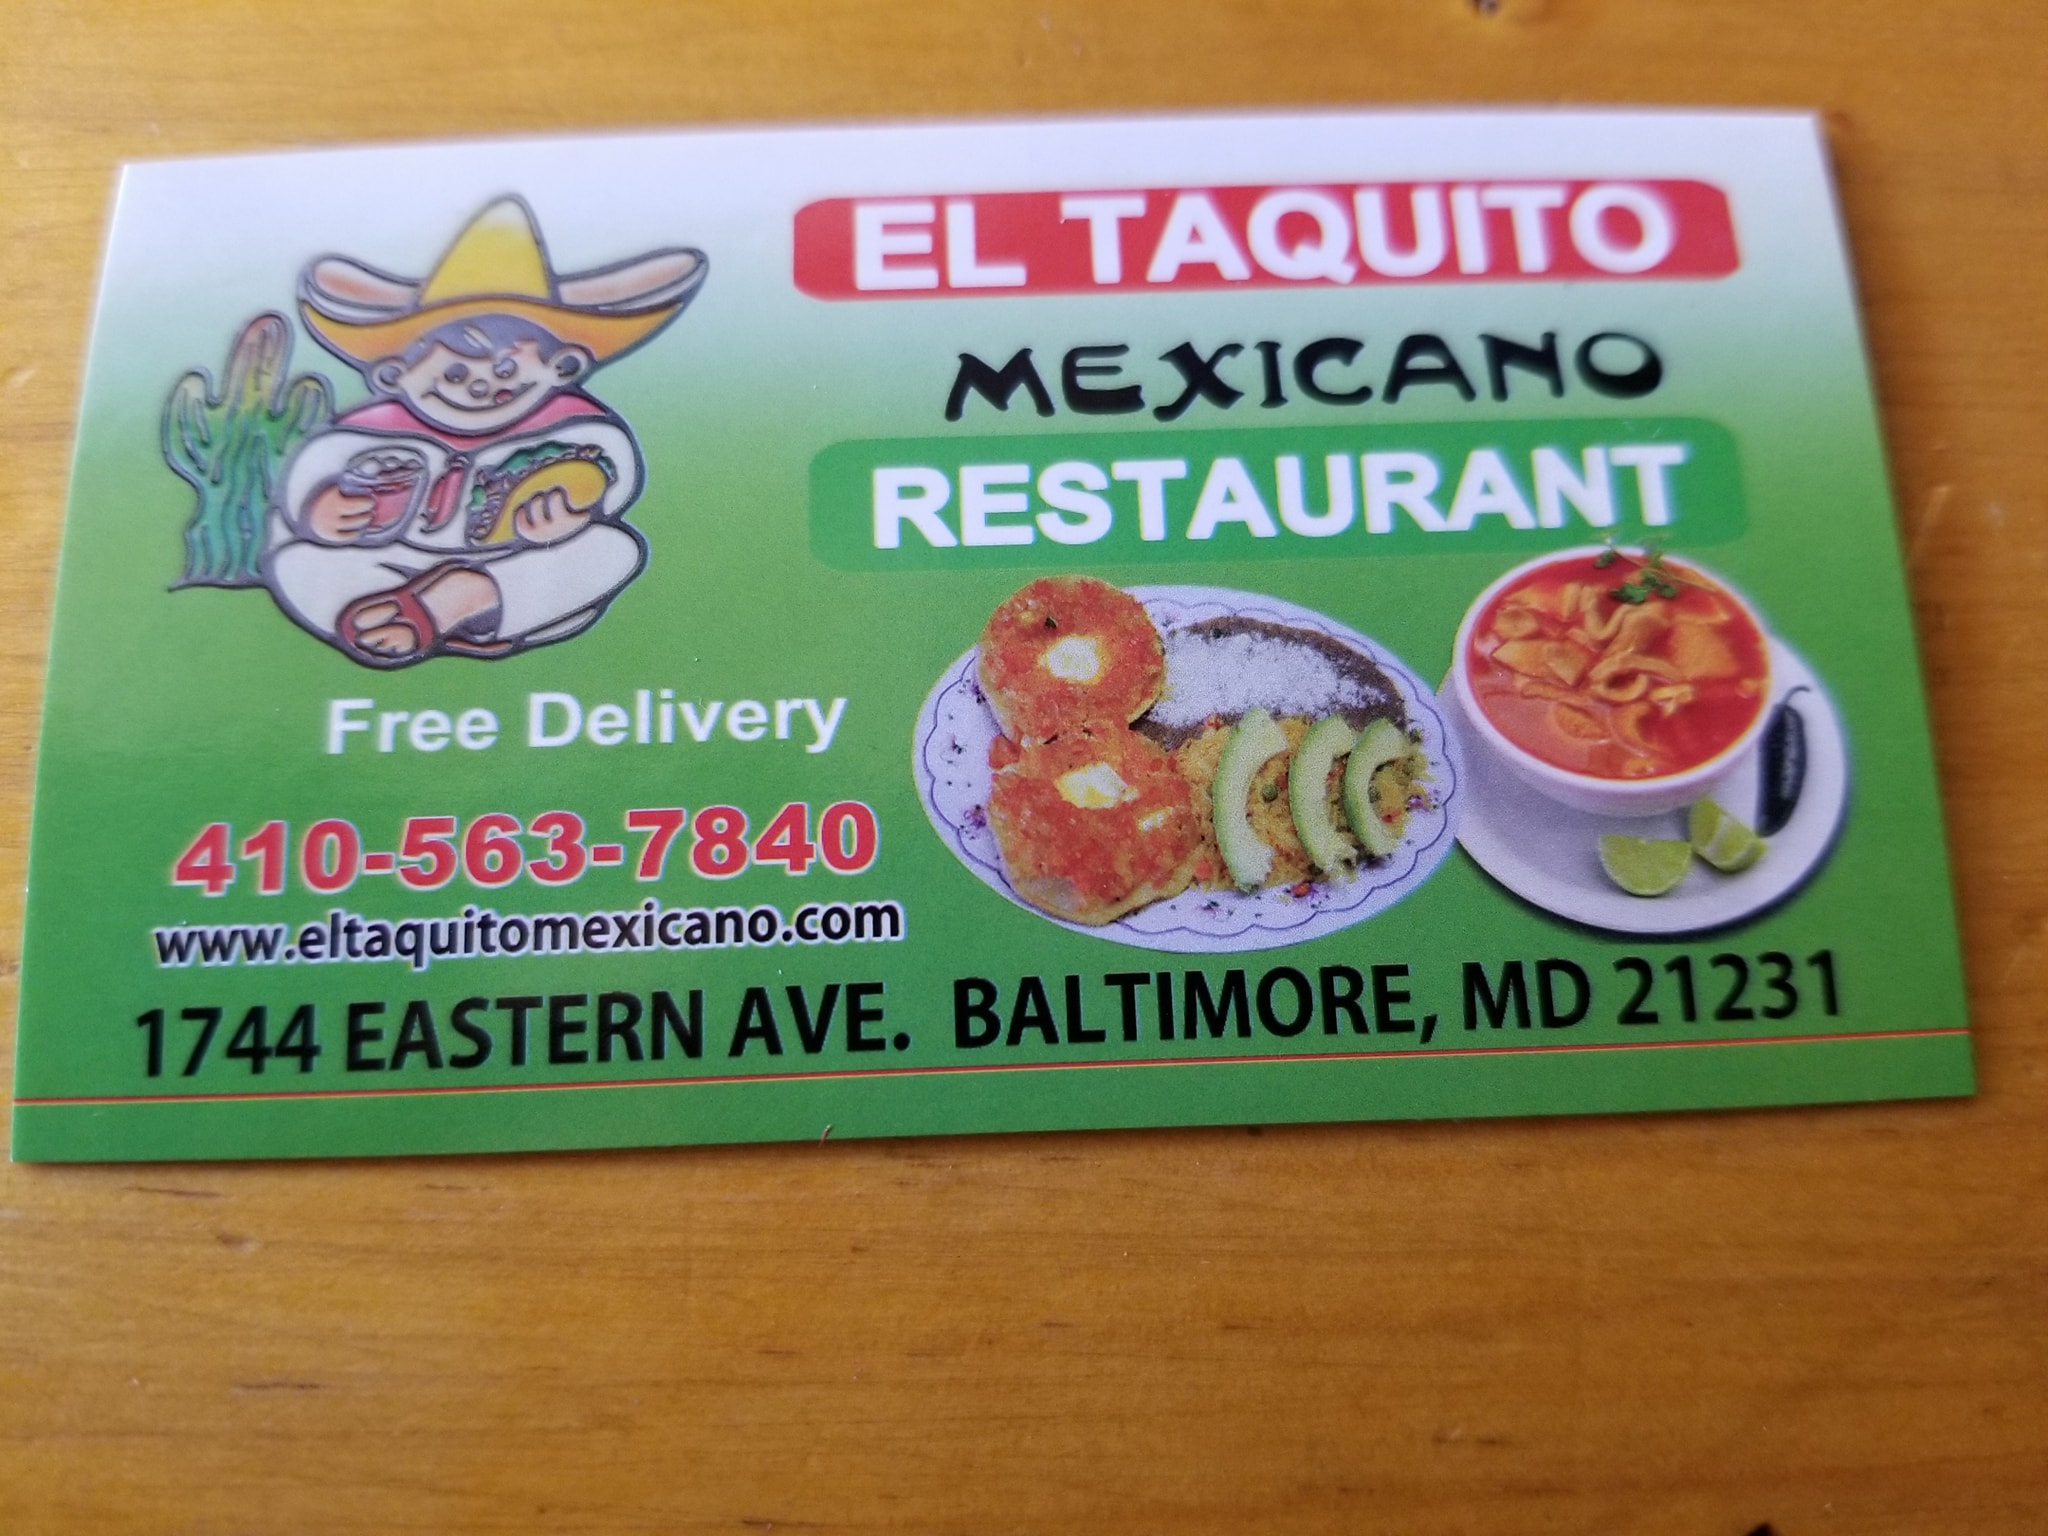 EL TAQUITO
MEXICANO
RESTAURANT
Free Delivery
410-563-7840
www.eltaquitomexicano.com
1744 EASTERN AVE. BALTIMORE, MD 21231